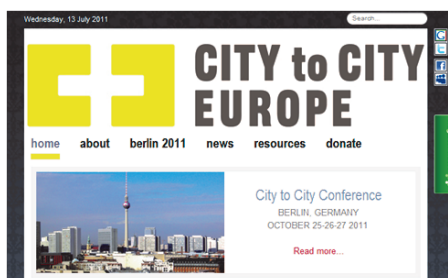 Wednesday, 13 July 2011
Search...
CITY to CITY
EUROPE
home about berlin 2011 news resources donate
City to City Conference
BERLIN, GERMANY
OCTOBER 25-26-27 2011
Read more...